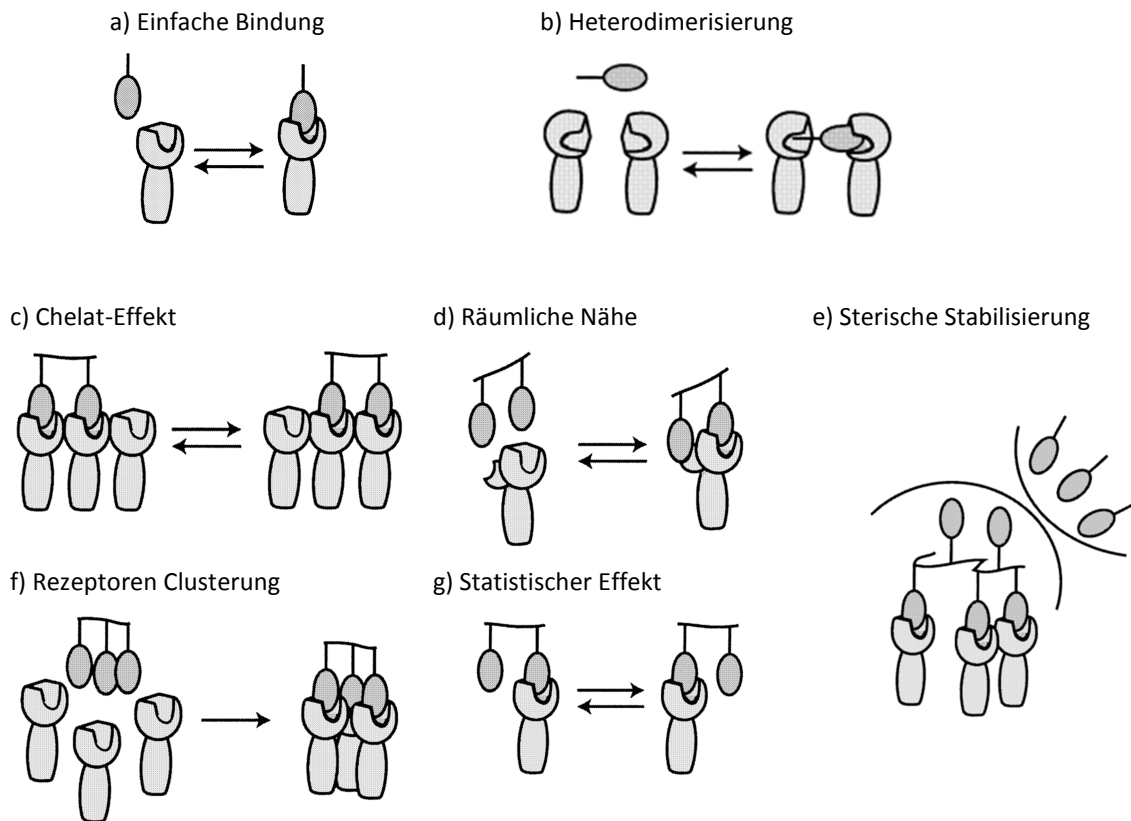 a) Einfache Bindung
b) Heterodimerisierung
c) Chelat-Effekt
d) Räumliche Nähe
e) Sterische Stabilisierung
f) Rezeptoren Clusterung
g) Statistischer Effekt